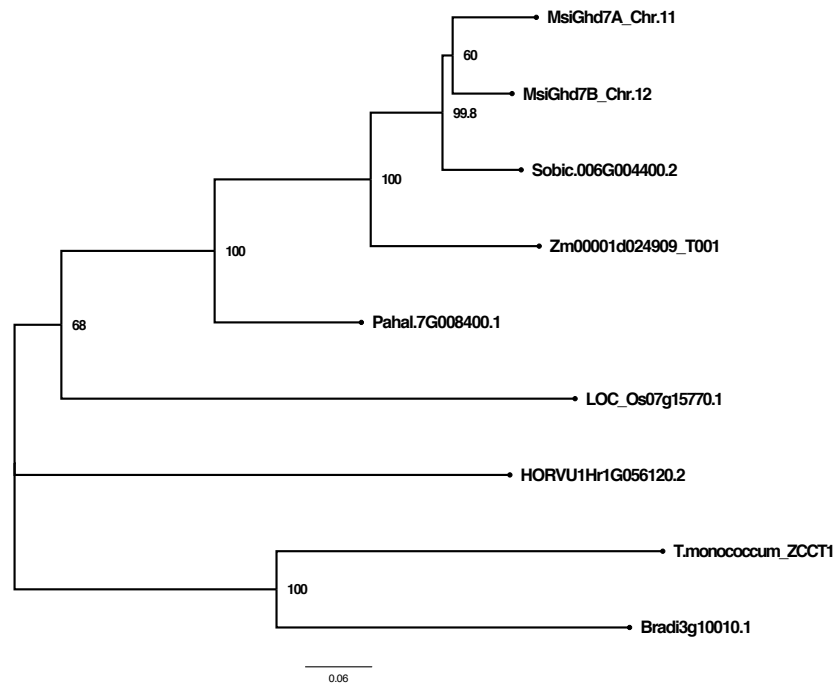 MsiGhd7A_Chr.11
60
MsiGhd7B_Chr.12
99.8
Sobic.006G004400.2
100
Zm00001d024909_T001
100
Pahal.7G008400.1
68
LOC_Os07g15770.1
HORVU1Hr1G056120.2
T.monococcum_ZCCT1
100
Bradi3g10010.1
0.06